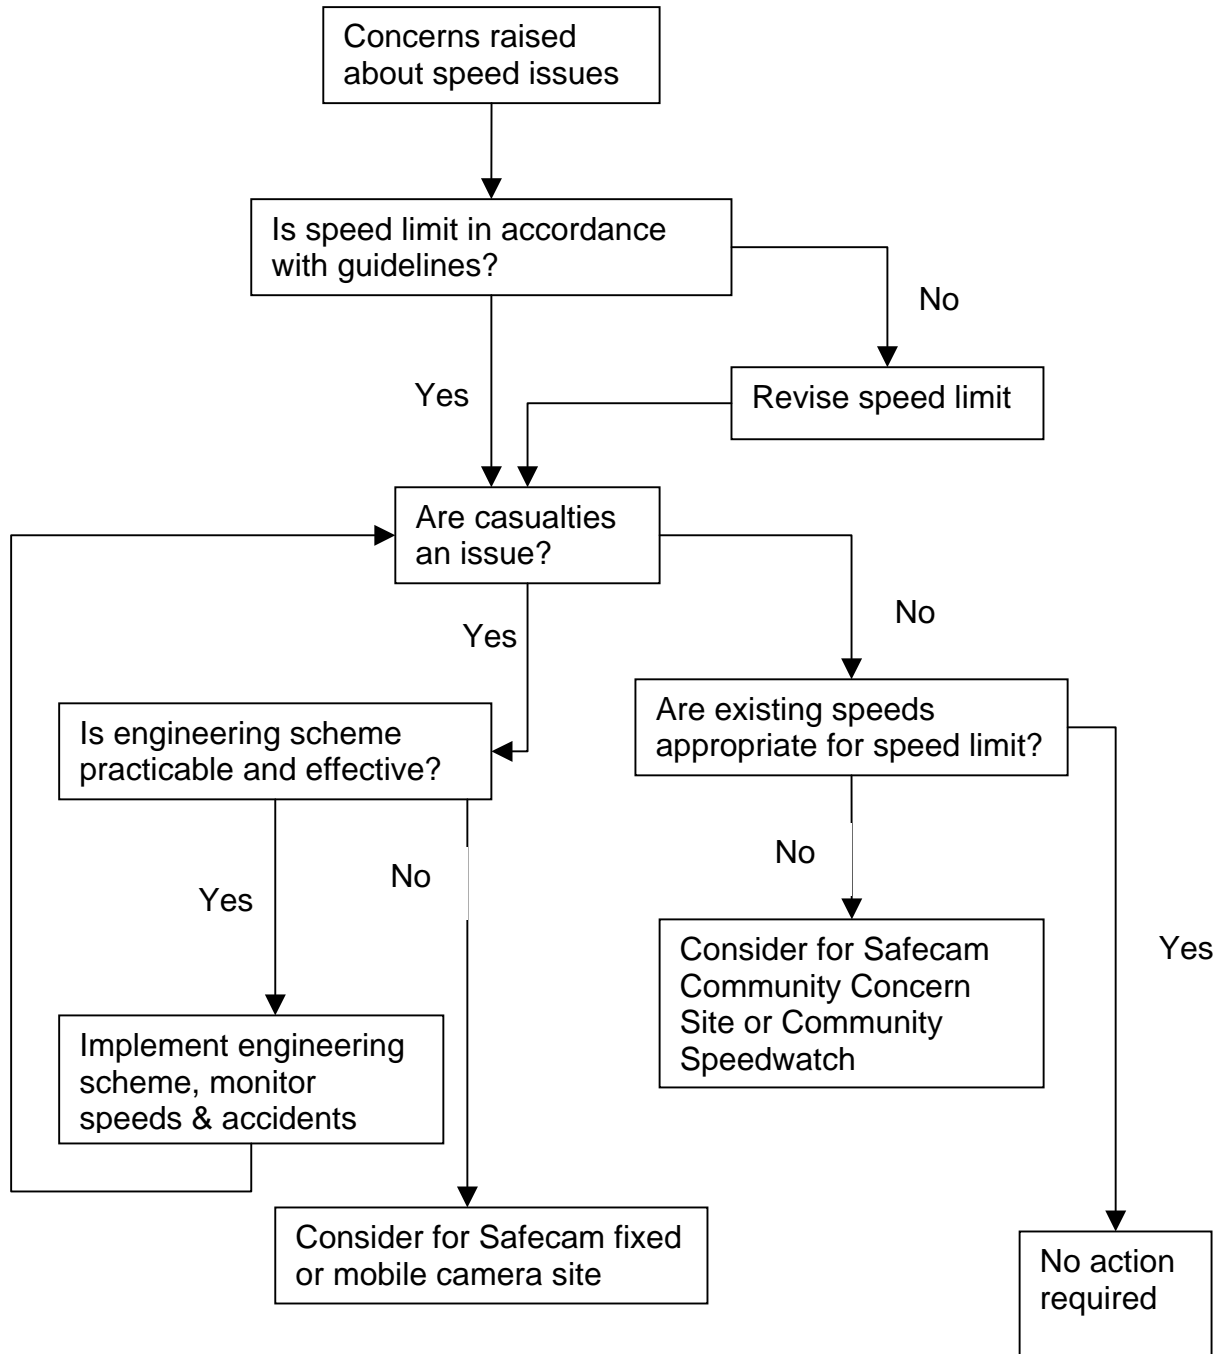 Concerns raised
about speed issues
Is speed limit in accordance
with guidelines?
No
Yes
Revise speed limit
Are casualties
an issue?
No
Yes
Is engineering scheme
practicable and effective?
Are existing speeds
appropriate for speed limit?
No
No
Yes
Yes
Consider for Safecam
Community Concern
Site or Community
Speedwatch
Implement engineering
scheme, monitor
speeds & accidents
Consider for Safecam fixed
or mobile camera site
No action
required